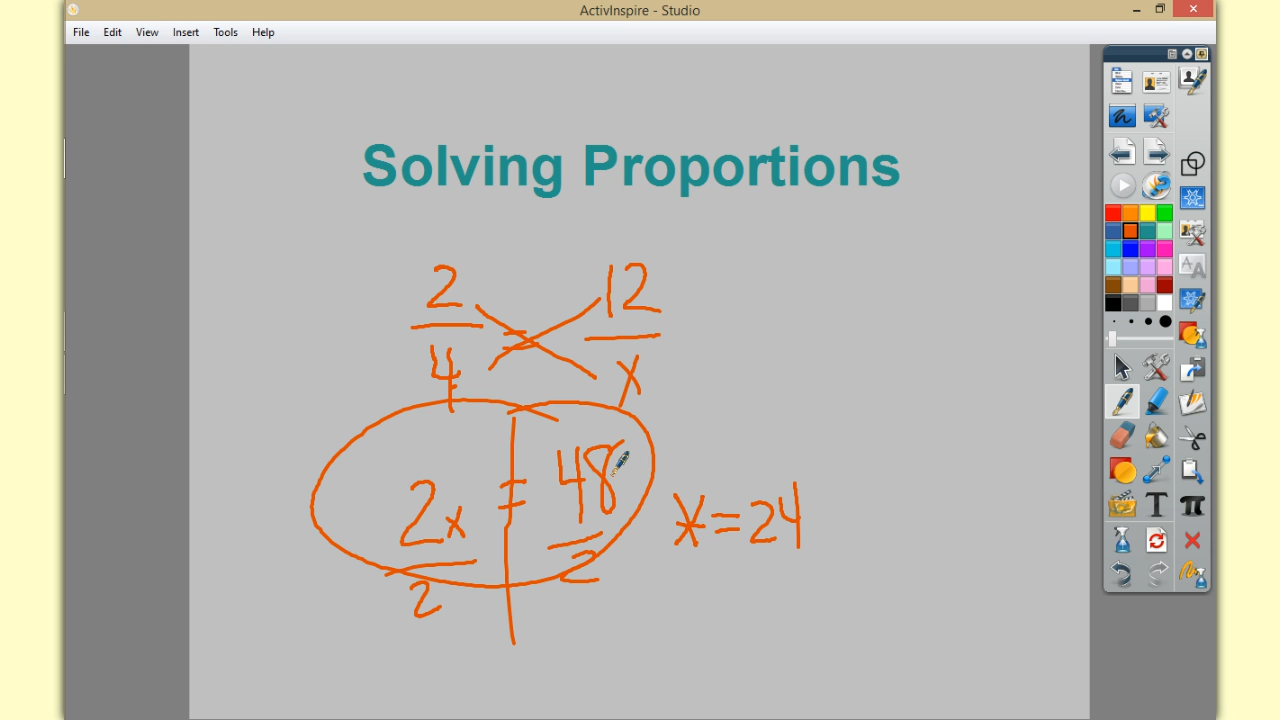 ActivInspire - Studio
File Edit View Insert Tools Help
Solving Proportions
2/4 = 12/x
2x/2 = 48/2
x=24